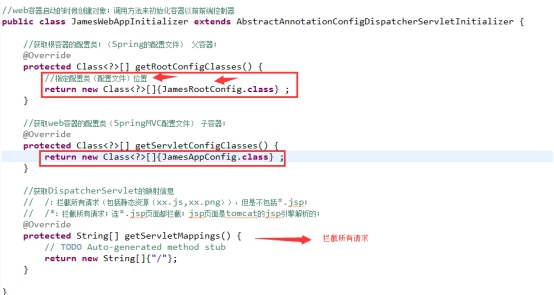 //web容器启动的时候创建对象；调用方法来初始化容器以前前端控制器
public class JamesWebAppInitializer extends AbstractAnnotationConfigDispatcherServletInitializer {
//获取根容器的配置类；（Spring的配置文件） 父容器；
@Override
protected Class<?>[] getRootConfigClasses() {
//指定配置类（配置文件）位置
return new Class<?>[]{JamesRootConfig.class} ;
}
//获取web容器的配置类（SpringMVC配置文件） 子容器；
@Override
protected Class<?>[] getServletConfigClasses() {
return new Class<?>[]{JamesAppConfig.class} ;
}
//获取DispatcherServlet的映射信息
// /：拦截所有请求（包括静态资源（xx.js,xx.png）），但是不包括*.jsp；
// /*：拦截所有请求；连*.jsp页面都拦截；jsp页面是tomcat的jsp引擎解析的；
@Override
protected String[] getServletMappings() { 拦截所有请求
// TODO Auto-generated method stub
return new String[]{"/"};
}
}